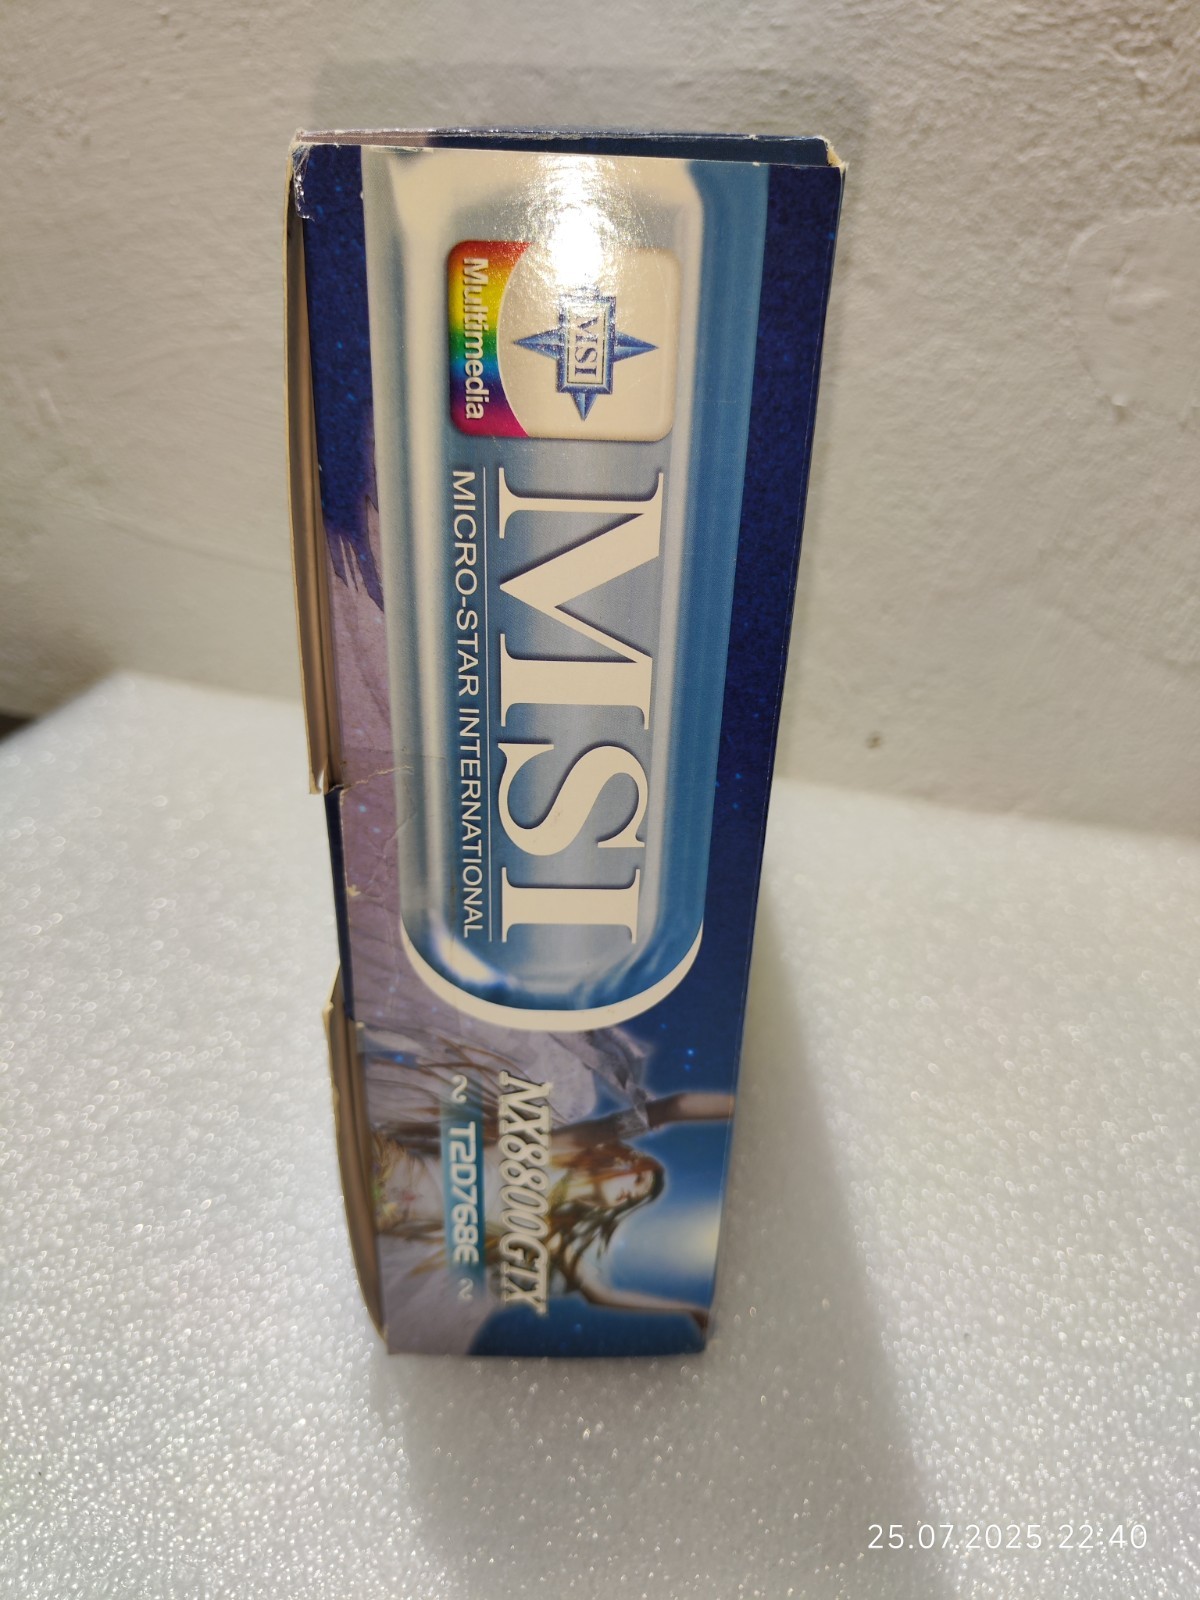 MSI
Multimedia
MSI
MICRO-STAR INTERNATIONAL
NX8800GTX
~ T2D768E ~
25.07.2025 22:40